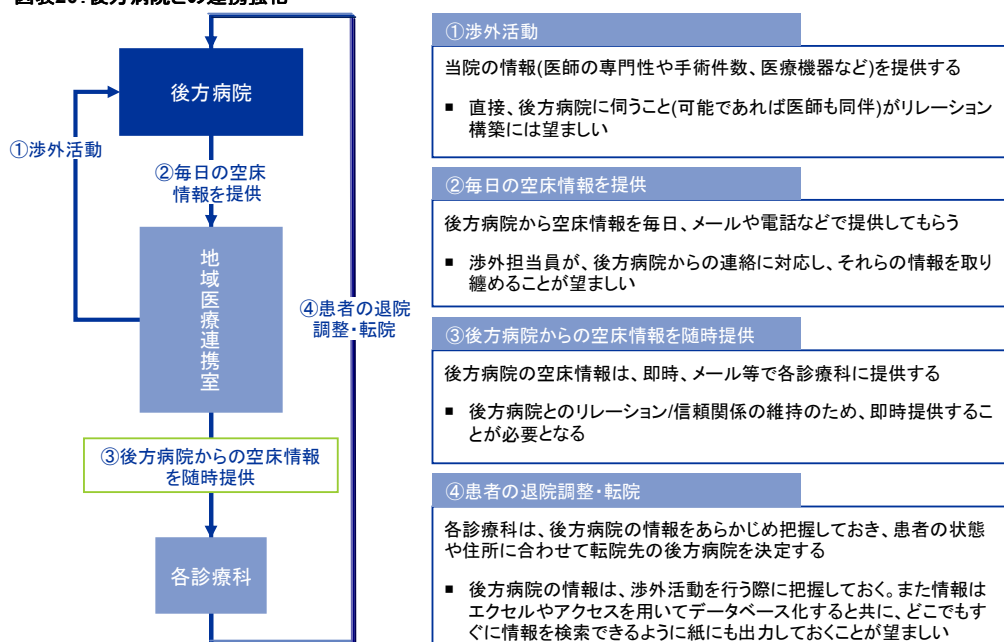 後方病院
①渉外活動
②毎日の空床
情報を提供
地域医療連携室
④患者の退院
調整・転院
③後方病院からの空床情報
を随時提供
各診療科
①渉外活動
当院の情報(医師の専門性や手術件数、医療機器など)を提供する
■ 直接、後方病院に伺うこと(可能であれば医師も同伴)がリレーション
構築には望ましい
②毎日の空床情報を提供
後方病院から空床情報を毎日、メールや電話などで提供してもらう
■ 渉外担当員が、後方病院からの連絡に対応し、それらの情報を取り
纏めることが望ましい
③後方病院からの空床情報を随時提供
後方病院の空床情報は、即時、メール等で各診療科に提供する
■ 後方病院とのリレーション/信頼関係の維持のため、即時提供するこ
とが必要となる
④患者の退院調整・転院
各診療科は、後方病院の情報をあらかじめ把握しておき、患者の状態
や住所に合わせて転院先の後方病院を決定する
■ 後方病院の情報は、渉外活動を行う際に把握しておく。また情報は
エクセルやアクセスを用いてデータベース化すると共に、どこでもす
ぐに情報を検索できるように紙にも出力しておくことが望ましい